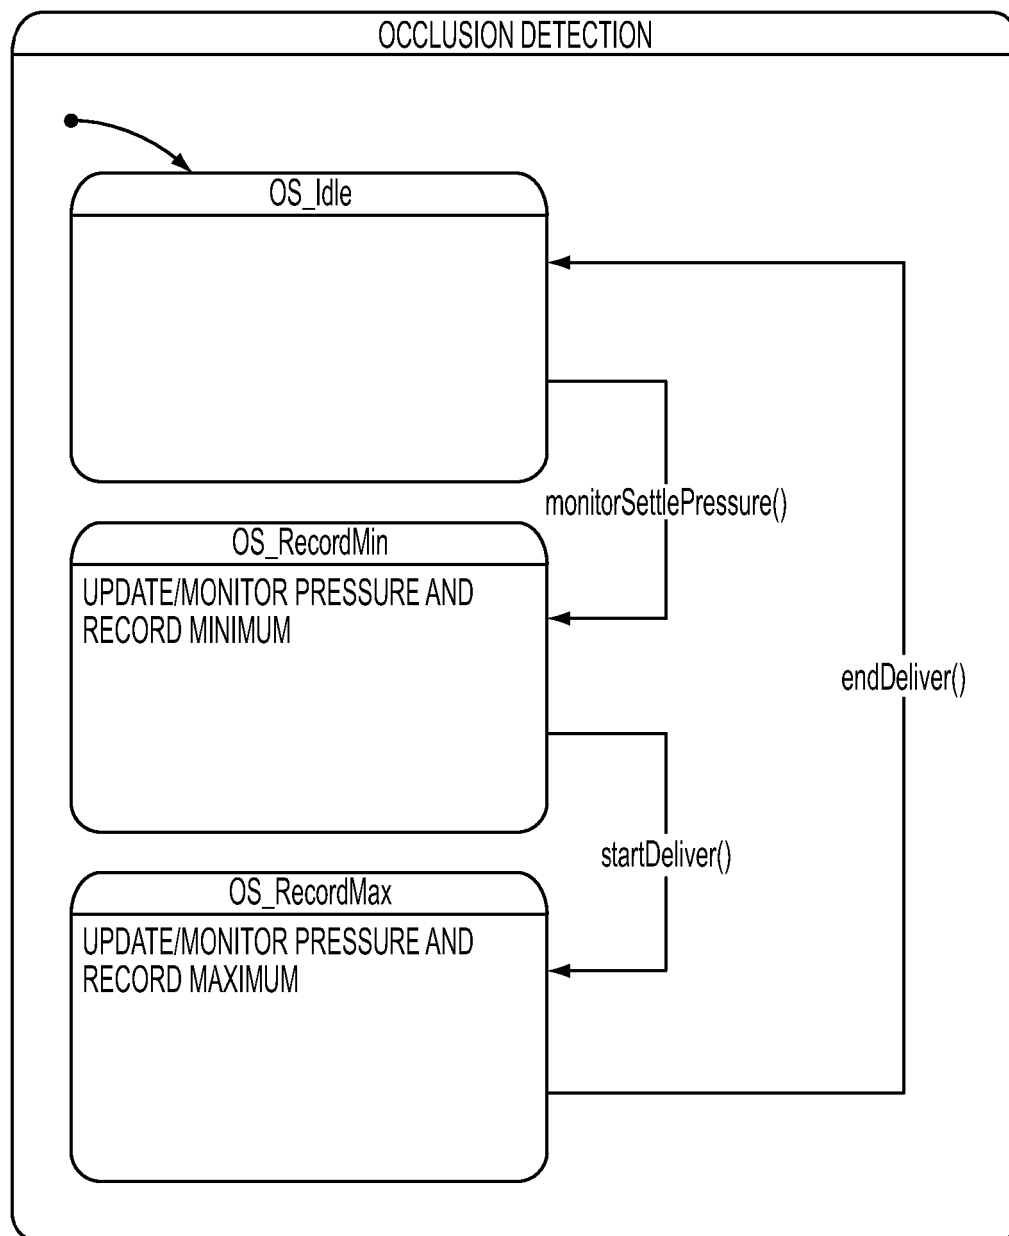 OCCLUSION DETECTION
OS_Idle
monitorSettlePressure()
OS_RecordMin
UPDATE/MONITOR PRESSURE AND
RECORD MINIMUM
endDeliver()
startDeliver()
OS_RecordMax
UPDATE/MONITOR PRESSURE AND
RECORD MAXIMUM